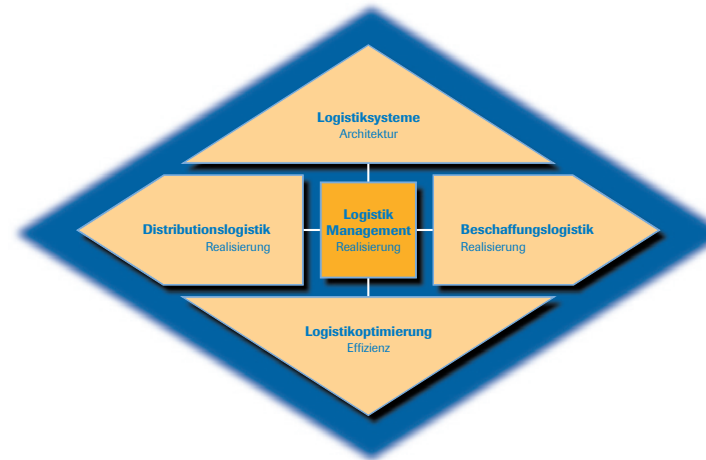 Logistiksysteme
Architektur
Distributionslogistik
Realisierung
Logistik
Management
Realisierung
Beschaffungslogistik
Realisierung
Logistikoptimierung
Effizienz